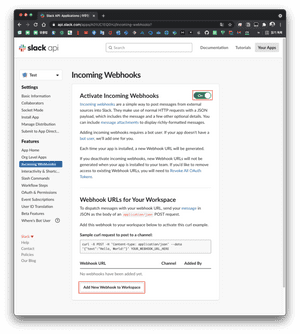 Slack API: Applications
api.slack.com
slack api
Search
Documentation
Tutorials
Your Apps
Test
Settings
Basic Information
Collaborators
Socket Mode
Install App
Manage Distribution
Submit to App Direct...
Features
App Home
Org Level Apps
Incoming Webhooks
Interactivity & Shortc...
Slash Commands
Workflow Steps
OAuth & Permissions
Event Subscriptions
User ID Translation
Beta Features
Where's Bot User
Slack
Help
Contact
Policies
Our Blog
Incoming Webhooks
Activate Incoming Webhooks
On
Incoming webhooks are a simple way to post messages from external
sources into Slack. They make use of normal HTTP requests with a JSON
payload, which includes the message and a few other optional details. You
can include message attachments to display richly-formatted messages.
Adding incoming webhooks requires a bot user. If your app doesn't have a
bot user, we'll add one for you.
Each time your app is installed, a new Webhook URL will be generated.
If you deactivate incoming webhooks, new Webhook URLs will not be
generated when your app is installed to your team. If you'd like to remove
access to existing Webhook URLs, you will need to Revoke All OAuth
Tokens.
Webhook URLs for Your Workspace
To dispatch messages with your webhook URL, send your message in
JSON as the body of an application/json POST request.
Add this webhook to your workspace below to activate this curl example.
Sample curl request to post to a channel:
curl -X POST -H 'Content-type: application/json' --data
'{"text":"Hello, World!"}' YOUR_WEBHOOK_URL_HERE
Webhook URL
Channel
Added By
No webhooks have been added yet.
Add New Webhook to Workspace